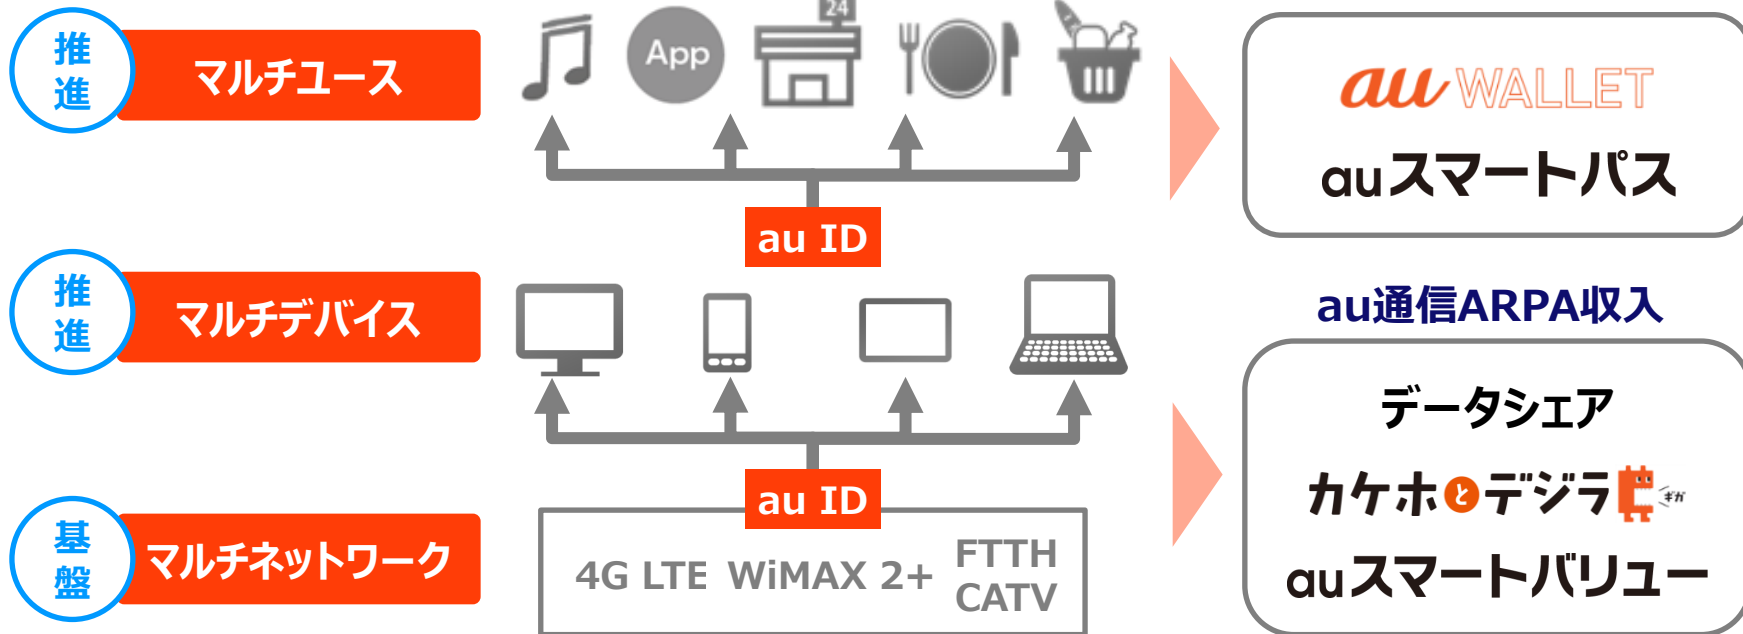 推進
マルチユース
App
24
au WALLET
auスマートパス
au ID
推進
マルチデバイス
au通信ARPA収入
データシェア
カケホとデジラ
ギガ
auスマートバリュー
au ID
基盤
マルチネットワーク
4G LTE WiMAX 2+
FTTH
CATV